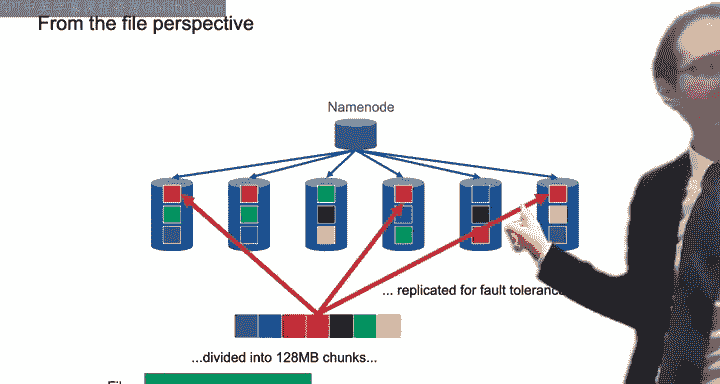 From the file perspective
Namenode
... replicated for fault toleranc
...divided into 128MB chunks...
File